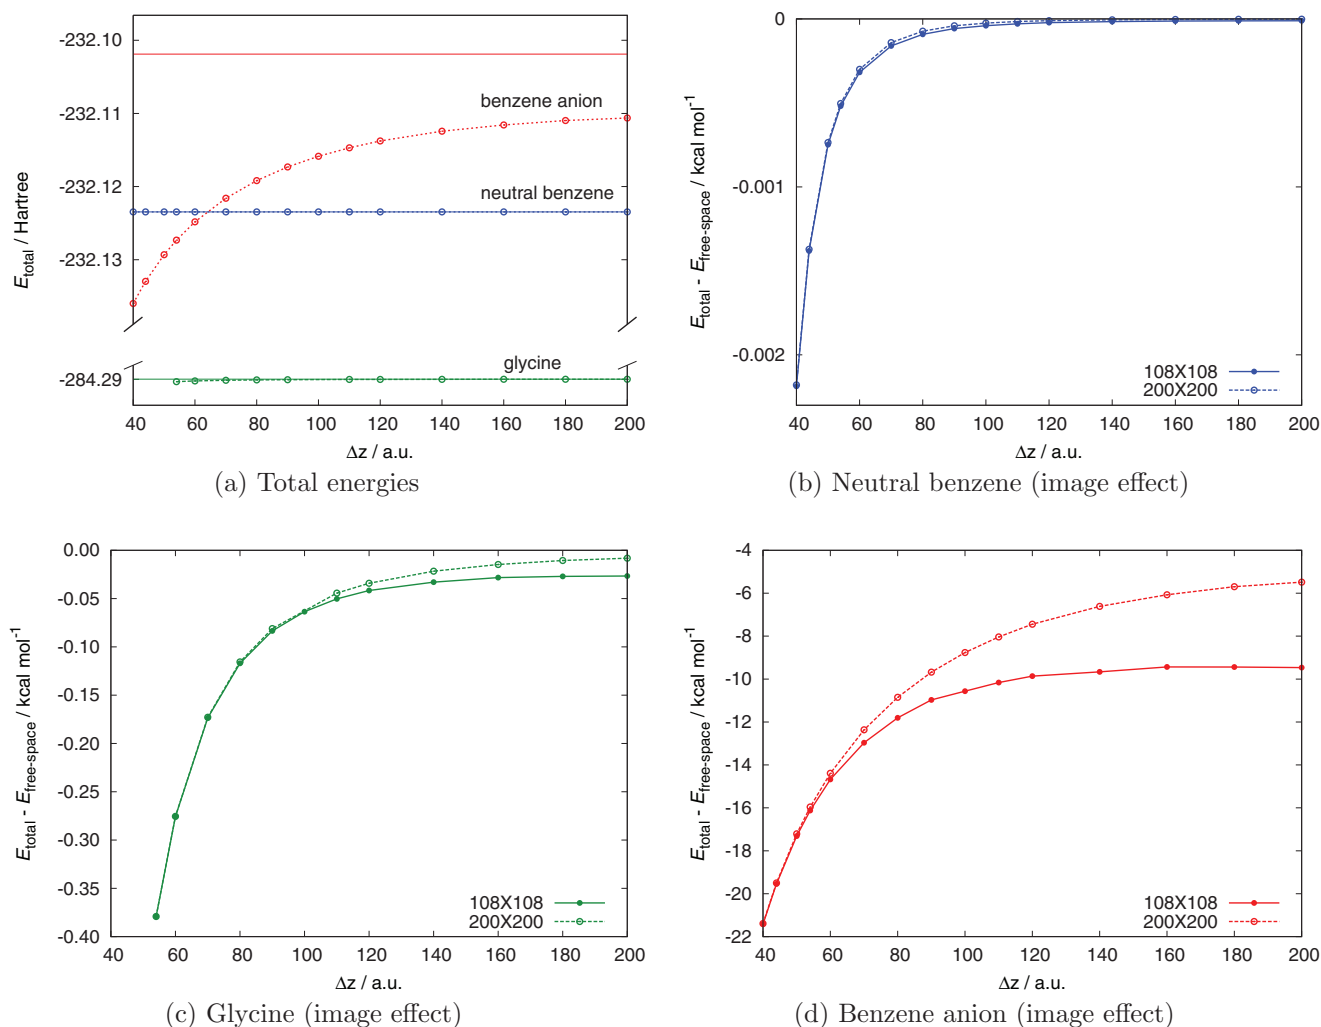 -232.10
-232.11
-232.12
-232.13
-284.29
E_total / Hartree
benzene anion
neutral benzene
glycine
40 60 80 100 120 140 160 180 200
Δz / a.u.
(a) Total energies
0
-0.001
-0.002
E_total - E_free-space / kcal mol⁻¹
108X108
200X200
40 60 80 100 120 140 160 180 200
Δz / a.u.
(b) Neutral benzene (image effect)
0.00
-0.05
-0.10
-0.15
-0.20
-0.25
-0.30
-0.35
-0.40
E_total - E_free-space / kcal mol⁻¹
108X108
200X200
40 60 80 100 120 140 160 180 200
Δz / a.u.
(c) Glycine (image effect)
-4
-6
-8
-10
-12
-14
-16
-18
-20
-22
E_total - E_free-space / kcal mol⁻¹
108X108
200X200
40 60 80 100 120 140 160 180 200
Δz / a.u.
(d) Benzene anion (image effect)